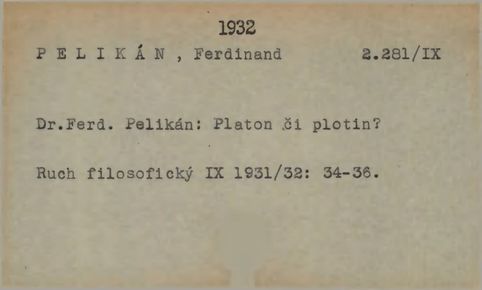 1932
P E L I K Á N , Ferdinand 2.281/IX
Dr.Ferd. Pelikán: Platon či plotin?
Ruch filosofický IX 1931/32: 34-36.